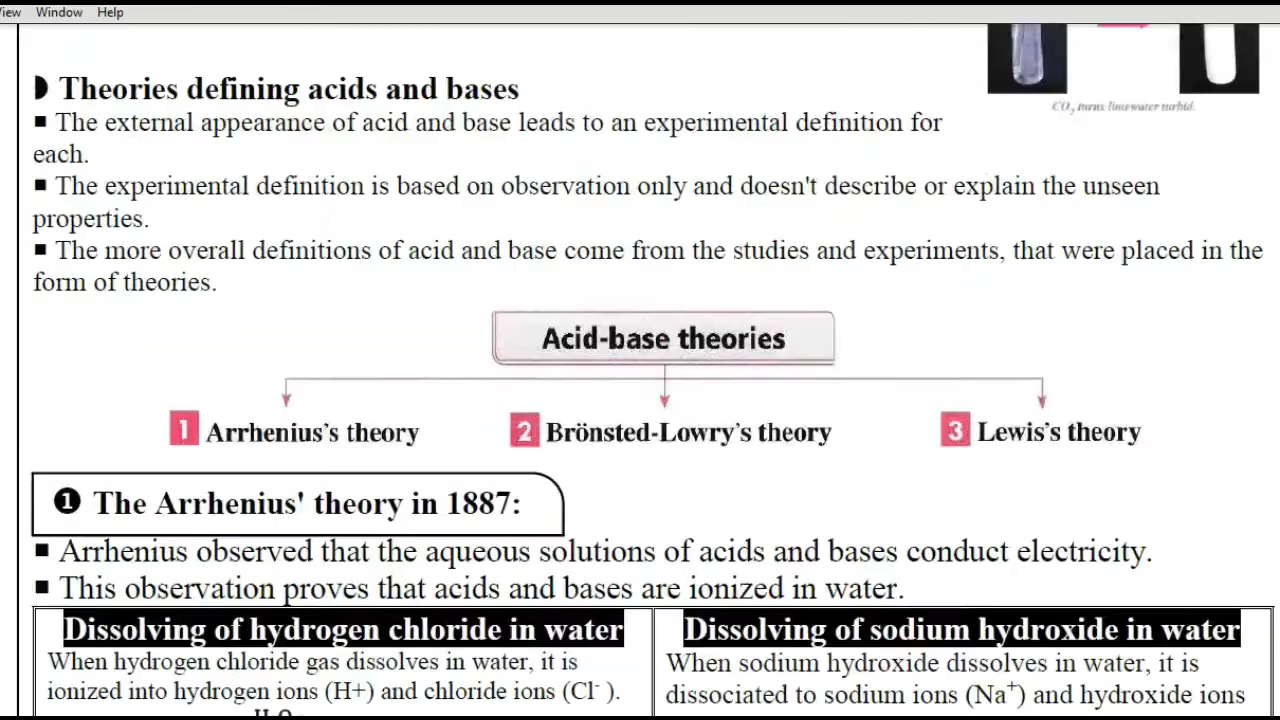 View Window Help
CO₂ turns limewater turbid.
Theories defining acids and bases
■ The external appearance of acid and base leads to an experimental definition for
each.
■ The experimental definition is based on observation only and doesn't describe or explain the unseen
properties.
■ The more overall definitions of acid and base come from the studies and experiments, that were placed in the
form of theories.
Acid-base theories
1 Arrhenius's theory 2 Brönsted-Lowry's theory 3 Lewis's theory
❶ The Arrhenius' theory in 1887:
■ Arrhenius observed that the aqueous solutions of acids and bases conduct electricity.
■ This observation proves that acids and bases are ionized in water.
Dissolving of hydrogen chloride in water
When hydrogen chloride gas dissolves in water, it is
ionized into hydrogen ions (H+) and chloride ions (Cl⁻ ).
Dissolving of sodium hydroxide in water
When sodium hydroxide dissolves in water, it is
dissociated to sodium ions (Na⁺) and hydroxide ions